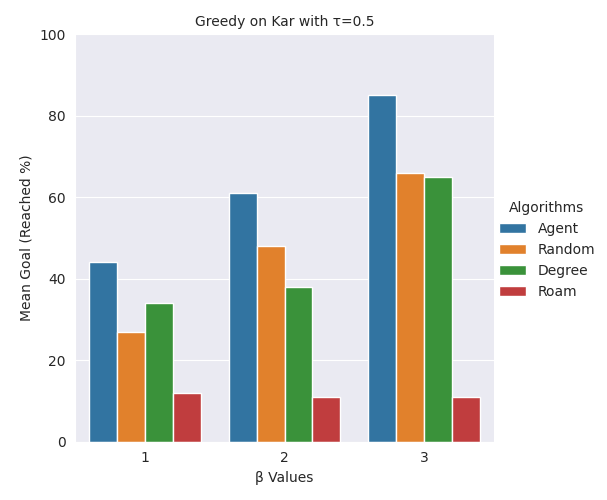 Greedy on Kar with τ=0.5
Mean Goal (Reached %)
100
80
60
40
20
0
1
2
3
β Values
Algorithms
Agent
Random
Degree
Roam